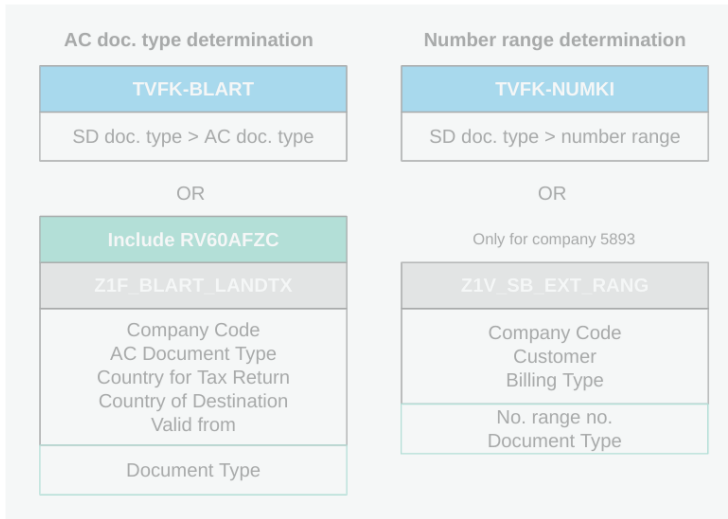 AC doc. type determination
TVFK-BLART
SD doc. type > AC doc. type
OR
Include RV60AFZC
Z1F_BLART_LANDTX
Company Code
AC Document Type
Country for Tax Return
Country of Destination
Valid from
Document Type
Number range determination
TVFK-NUMKI
SD doc. type > number range
OR
Only for company 5893
Z1V_SB_EXT_RANG
Company Code
Customer
Billing Type
No. range no.
Document Type